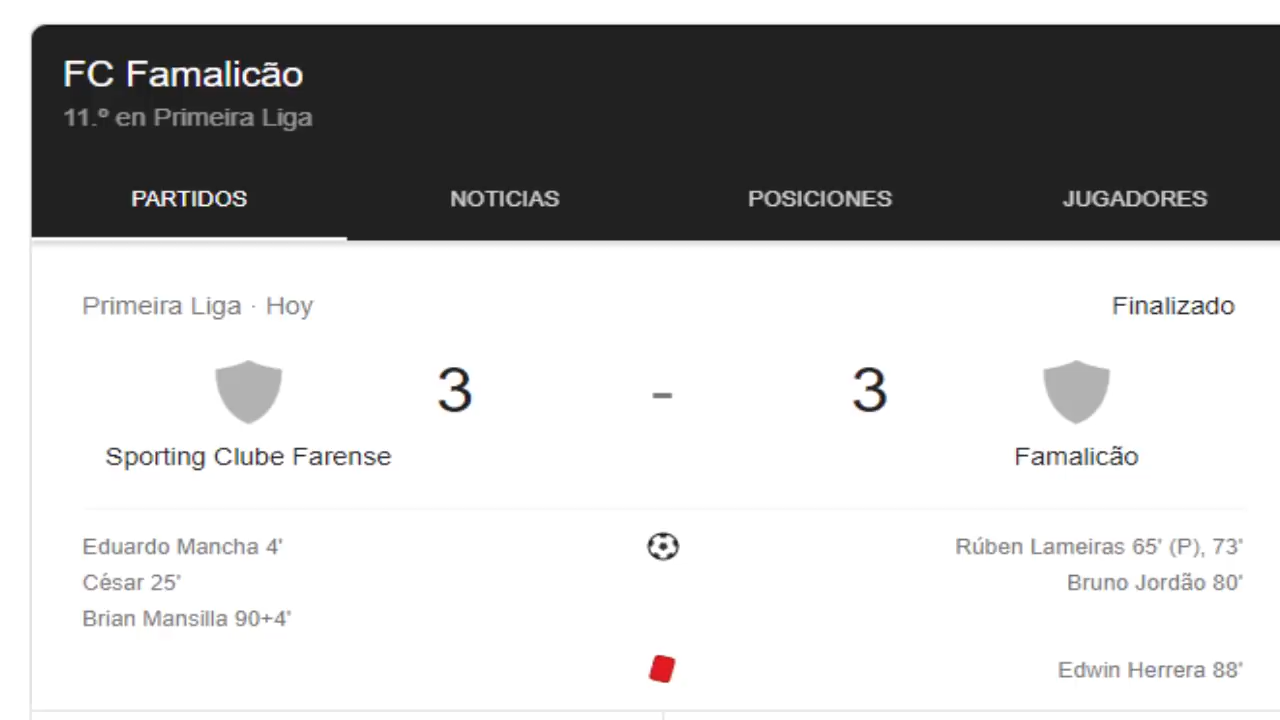 FC Famalicão
11.º en Primeira Liga
PARTIDOS NOTICIAS POSICIONES JUGADORES
Primeira Liga · Hoy Finalizado
3 - 3
Sporting Clube Farense Famalicão
Eduardo Mancha 4' Rúben Lameiras 65' (P), 73'
César 25' Bruno Jordão 80'
Brian Mansilla 90+4'
Edwin Herrera 88'